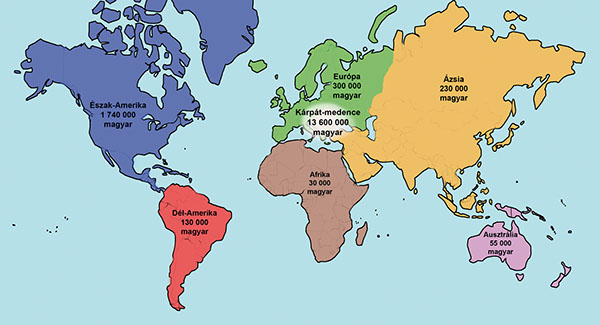 Észak-Amerika
1 740 000
magyar
Európa
300 000
magyar
Kárpát-medence
13 600 000
magyar
Ázsia
230 000
magyar
Afrika
30 000
magyar
Dél-Amerika
130 000
magyar
Ausztrália
55 000
magyar